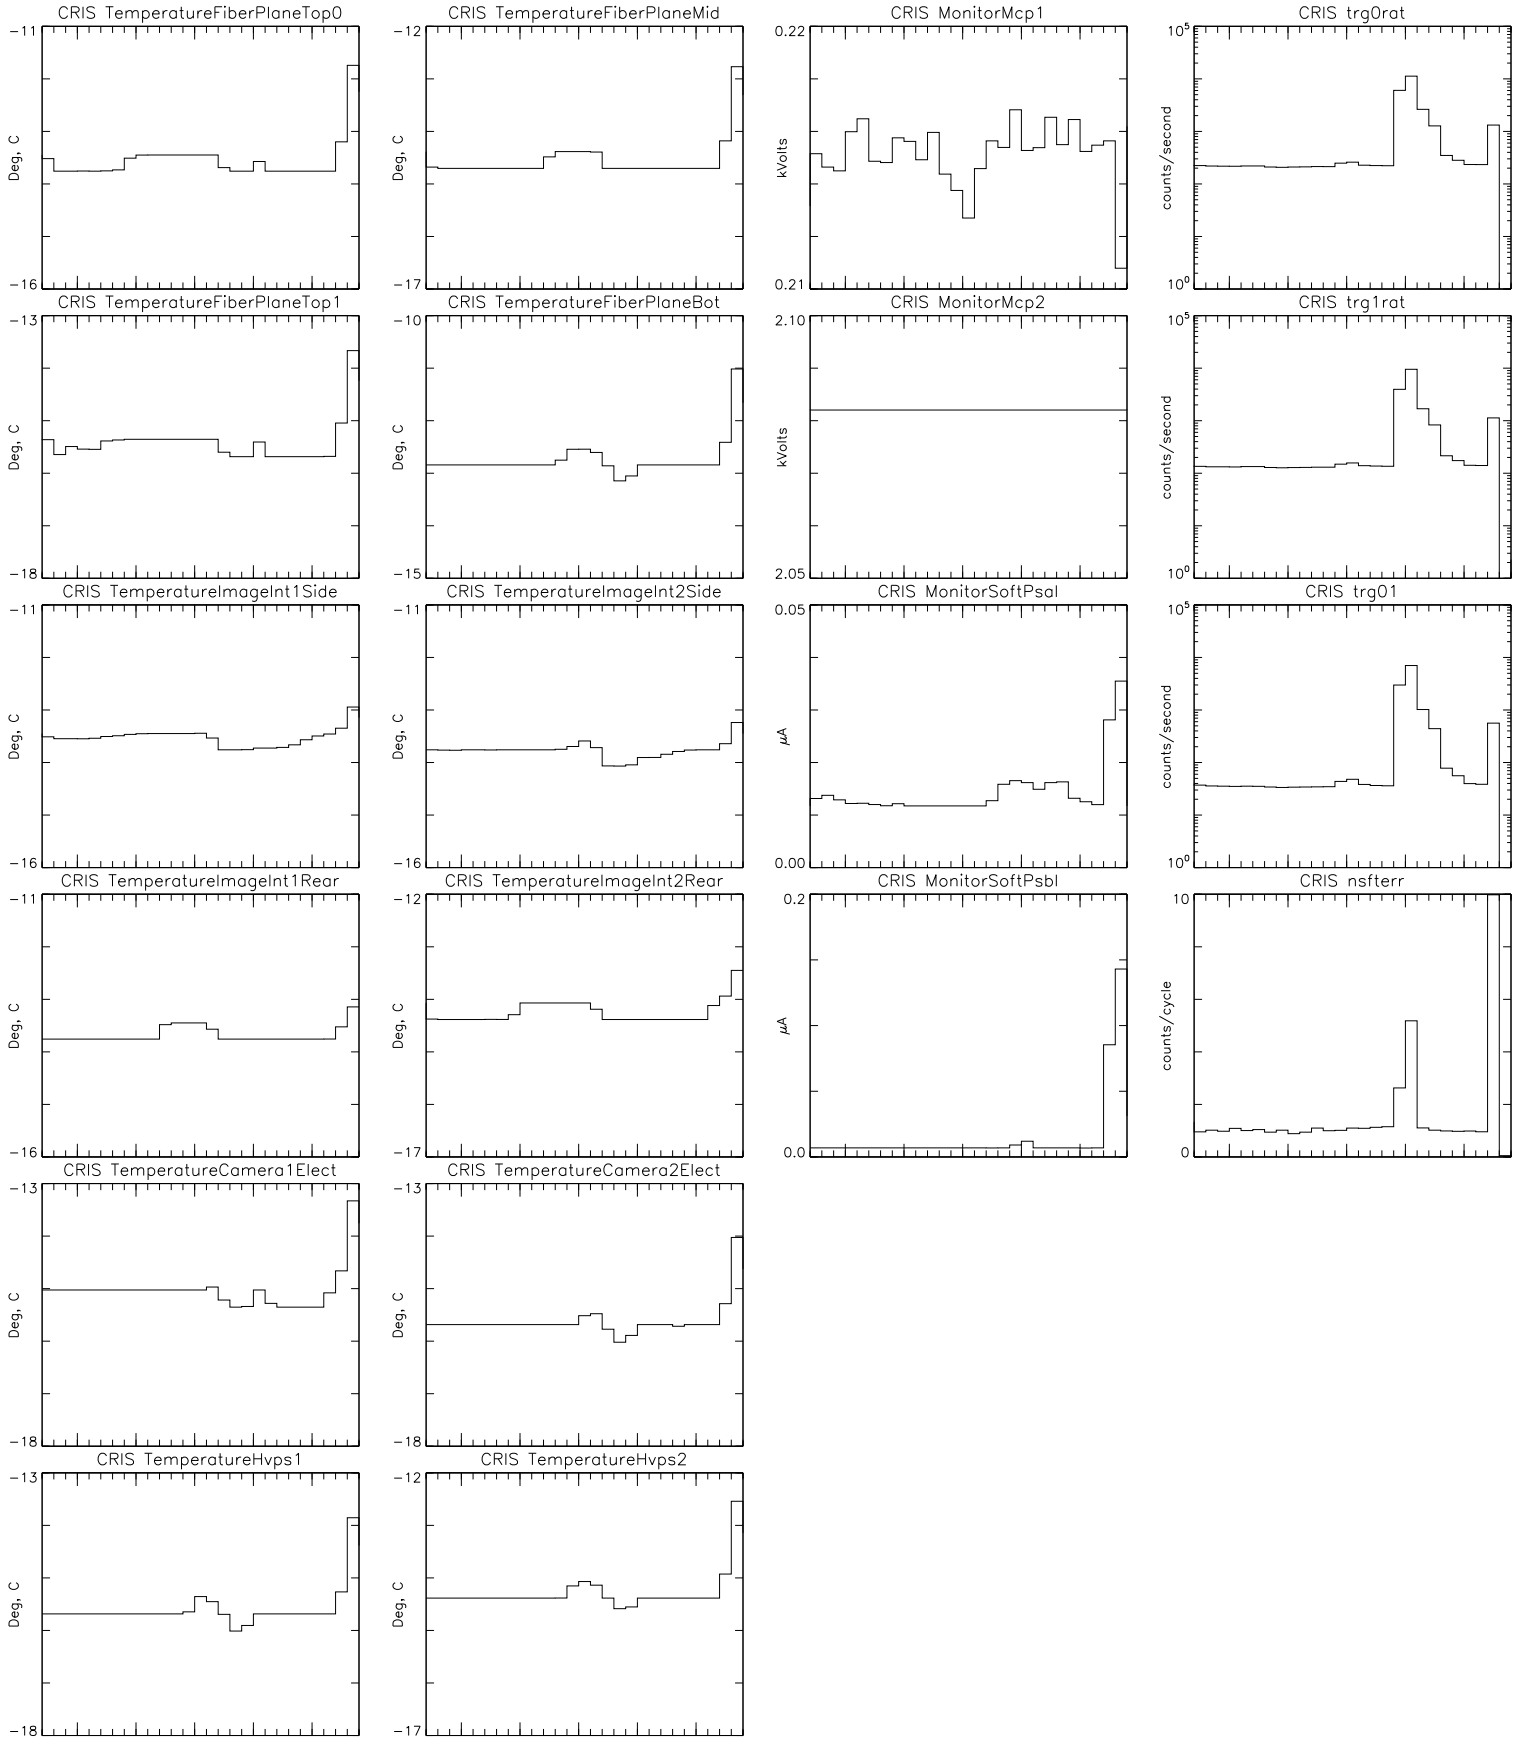 CRIS TemperatureFiberPlaneTop0
-11
Deg, C
-16
CRIS TemperatureFiberPlaneMid
-12
Deg, C
-17
CRIS MonitorMcp1
0.22
kVolts
0.21
CRIS trg0rat
10^5
counts/second
10^0
CRIS TemperatureFiberPlaneTop1
-13
Deg, C
-18
CRIS TemperatureFiberPlaneBot
-10
Deg, C
-15
CRIS MonitorMcp2
2.10
kVolts
2.05
CRIS trg1rat
10^5
counts/second
10^0
CRIS TemperatureImageInt1Side
-11
Deg, C
-16
CRIS TemperatureImageInt2Side
-11
Deg, C
-16
CRIS MonitorSoftPsaI
0.05
μA
0.00
CRIS trg01
10^5
counts/second
10^0
CRIS TemperatureImageInt1Rear
-11
Deg, C
-16
CRIS TemperatureImageInt2Rear
-12
Deg, C
-17
CRIS MonitorSoftPsbI
0.2
μA
0.0
CRIS nsfterr
10
counts/cycle
0
CRIS TemperatureCamera1Elect
-13
Deg, C
-18
CRIS TemperatureCamera2Elect
-13
Deg, C
-18
CRIS TemperatureHvps1
-13
Deg, C
-18
CRIS TemperatureHvps2
-12
Deg, C
-17